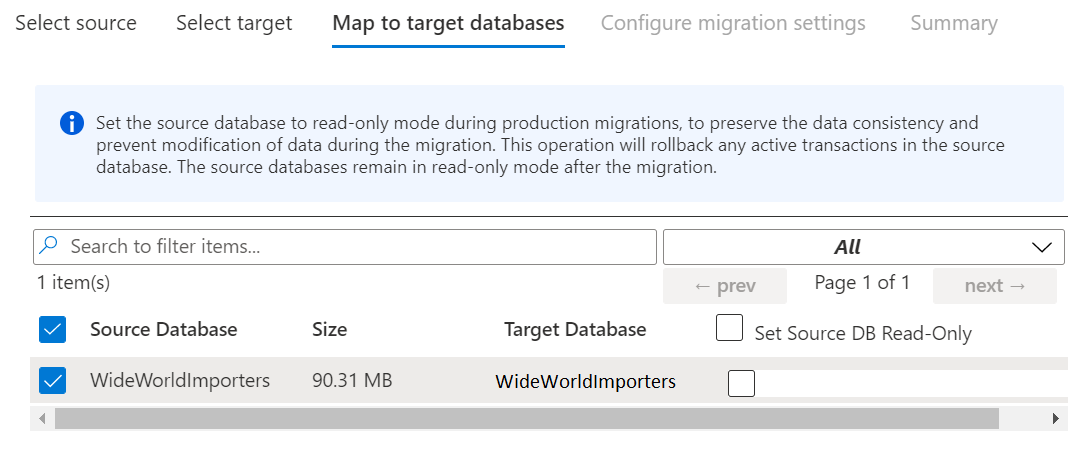 Select source Select target Map to target databases Configure migration settings Summary
Set the source database to read-only mode during production migrations, to preserve the data consistency and
prevent modification of data during the migration. This operation will rollback any active transactions in the source
database. The source databases remain in read-only mode after the migration.
Search to filter items... All
1 item(s) ← prev Page 1 of 1 next →
Source Database Size Target Database Set Source DB Read-Only
WideWorldImporters 90.31 MB WideWorldImporters